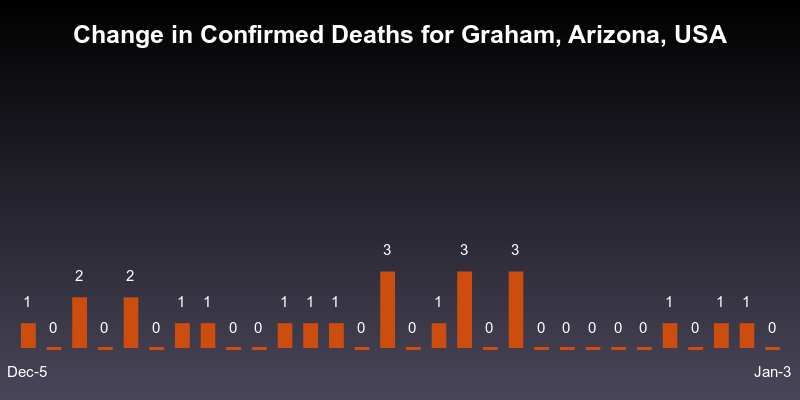 Change in Confirmed Deaths for Graham, Arizona, USA
3 3 3
2 2
1 1 1 1 1 1 1 1 1 1
0 0 0 0 0 0 0 0 0 0 0 0 0 0 0
Dec-5 Jan-3